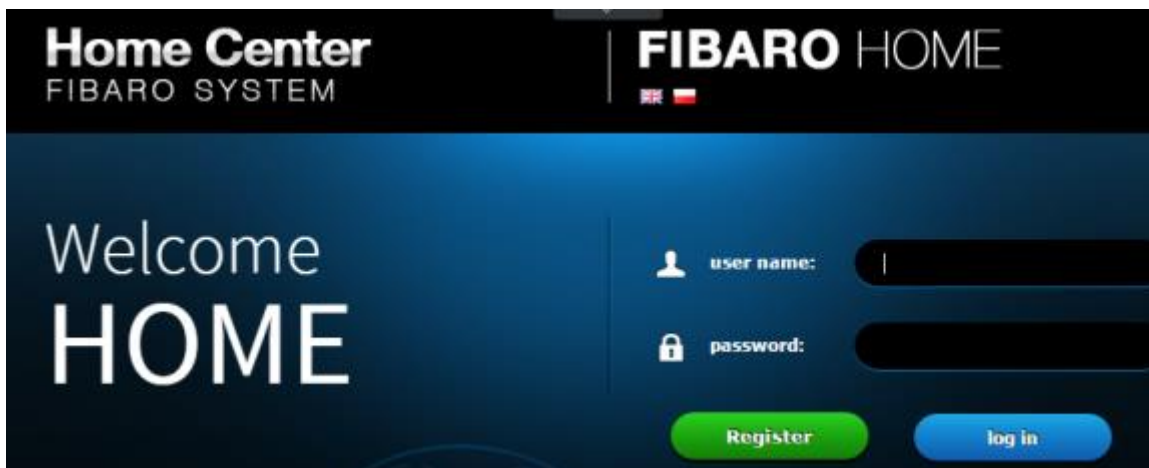 Home Center
FIBARO SYSTEM
FIBARO HOME
Welcome
HOME
user name:
password:
Register
log in